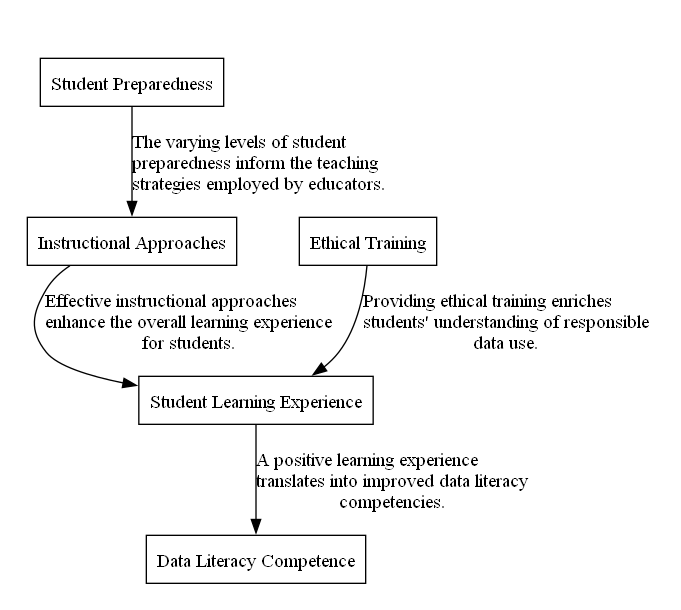 Student Preparedness
The varying levels of student
preparedness inform the teaching
strategies employed by educators.
Instructional Approaches
Ethical Training
Effective instructional approaches
enhance the overall learning experience
for students.
Providing ethical training enriches
students' understanding of responsible
data use.
Student Learning Experience
A positive learning experience
translates into improved data literacy
competencies.
Data Literacy Competence